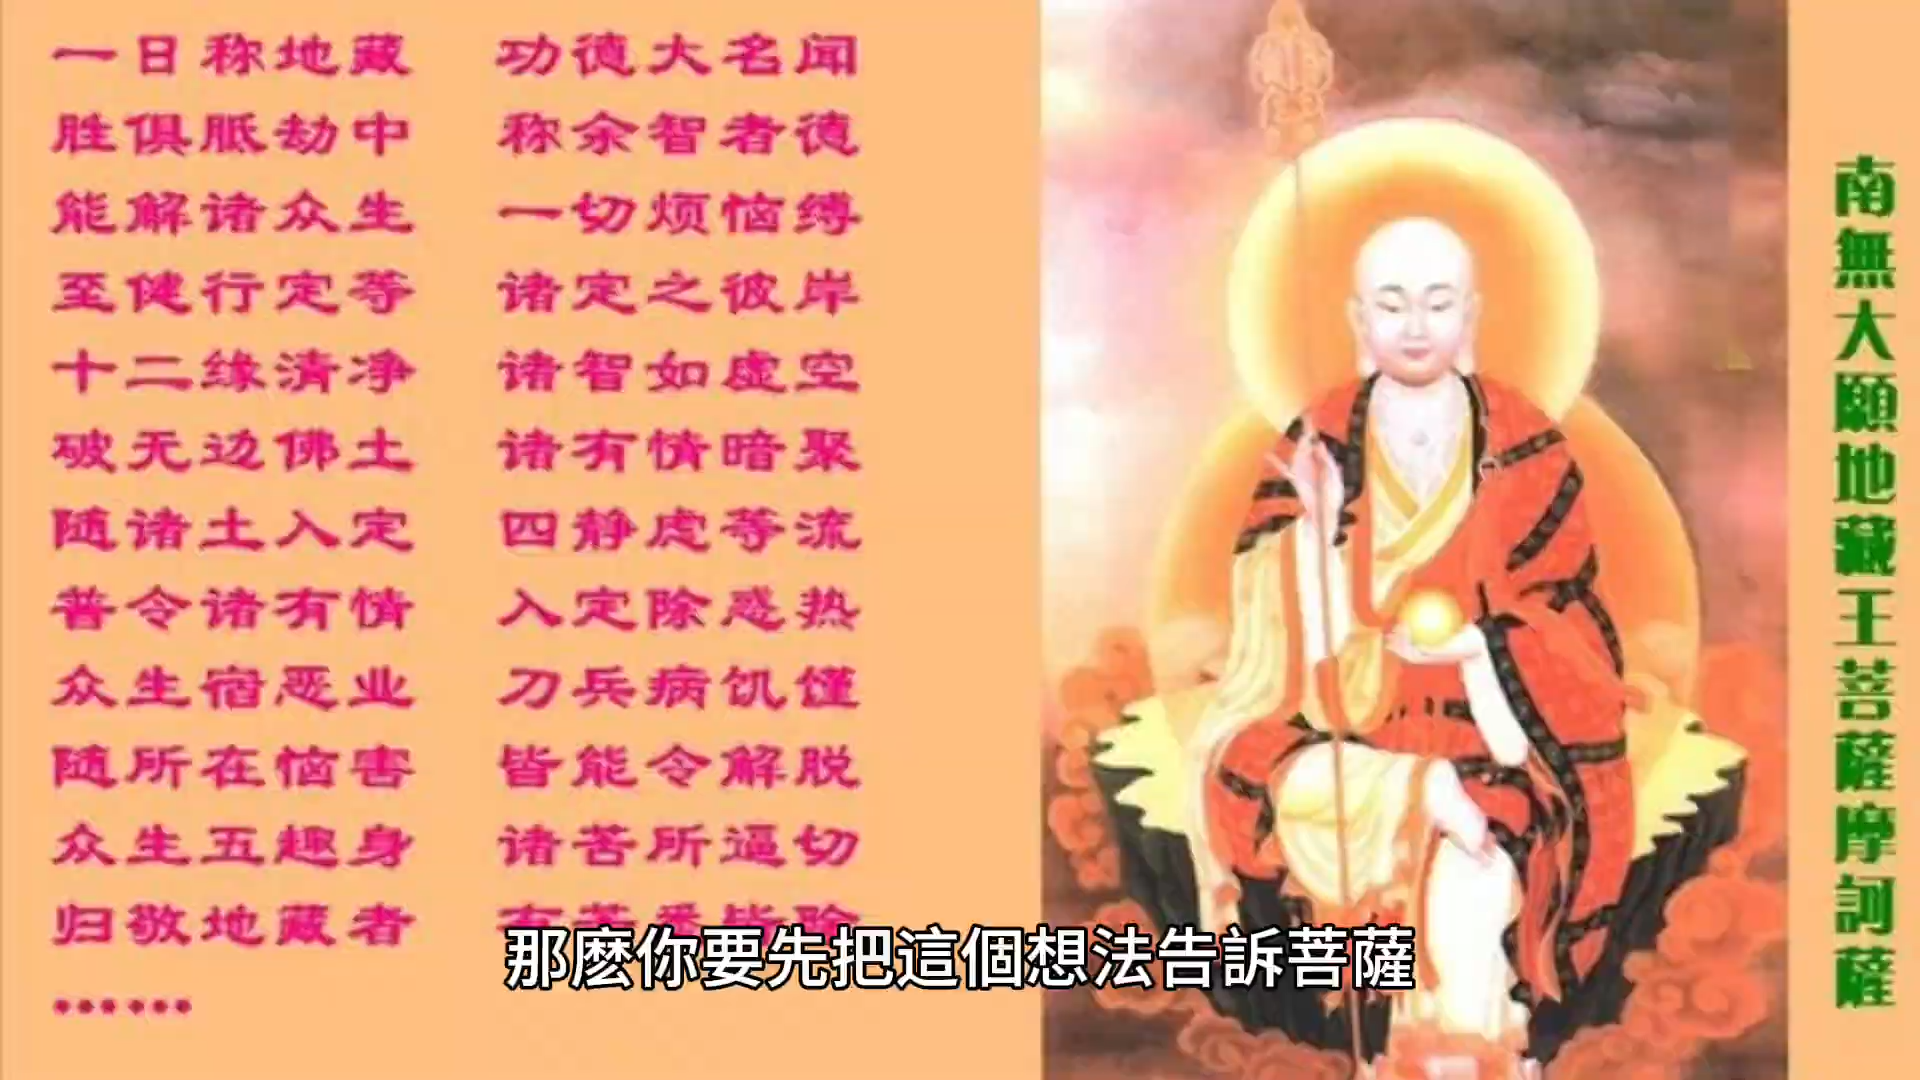 一日称地藏 功德大名闻
胜俱胝劫中 称余智者德
能解诸众生 一切烦恼缚
至健行定等 诸定之彼岸
十二缘清净 诸智如虚空
破无边佛土 诸有情暗聚
随诸土入定 四静虑等流
普令诸有情 入定除惑热
众生宿恶业 刀兵病饥馑
随所在恼害 皆能令解脱
众生五趣身 诸苦所逼切
归敬地藏者 有苦悉皆除
••••••
那麽你要先把這個想法告訴菩薩
南無大願地藏王菩薩摩訶薩